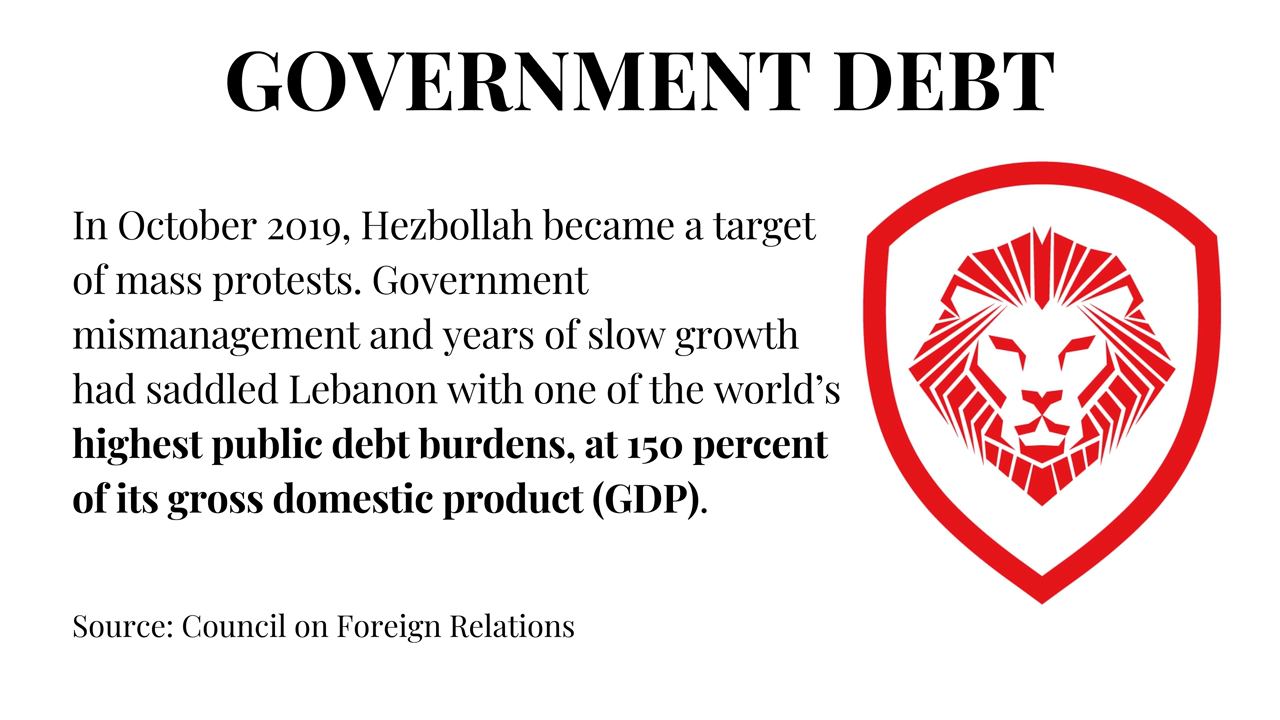 GOVERNMENT DEBT
In October 2019, Hezbollah became a target
of mass protests. Government
mismanagement and years of slow growth
had saddled Lebanon with one of the world’s
highest public debt burdens, at 150 percent
of its gross domestic product (GDP).
Source: Council on Foreign Relations